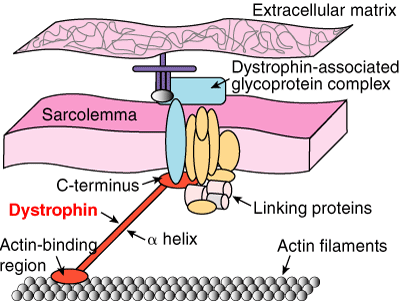 Extracellular matrix
Dystrophin-associated
glycoprotein complex
Sarcolemma
C-terminus
Dystrophin
Linking proteins
α helix
Actin-binding
region
Actin filaments